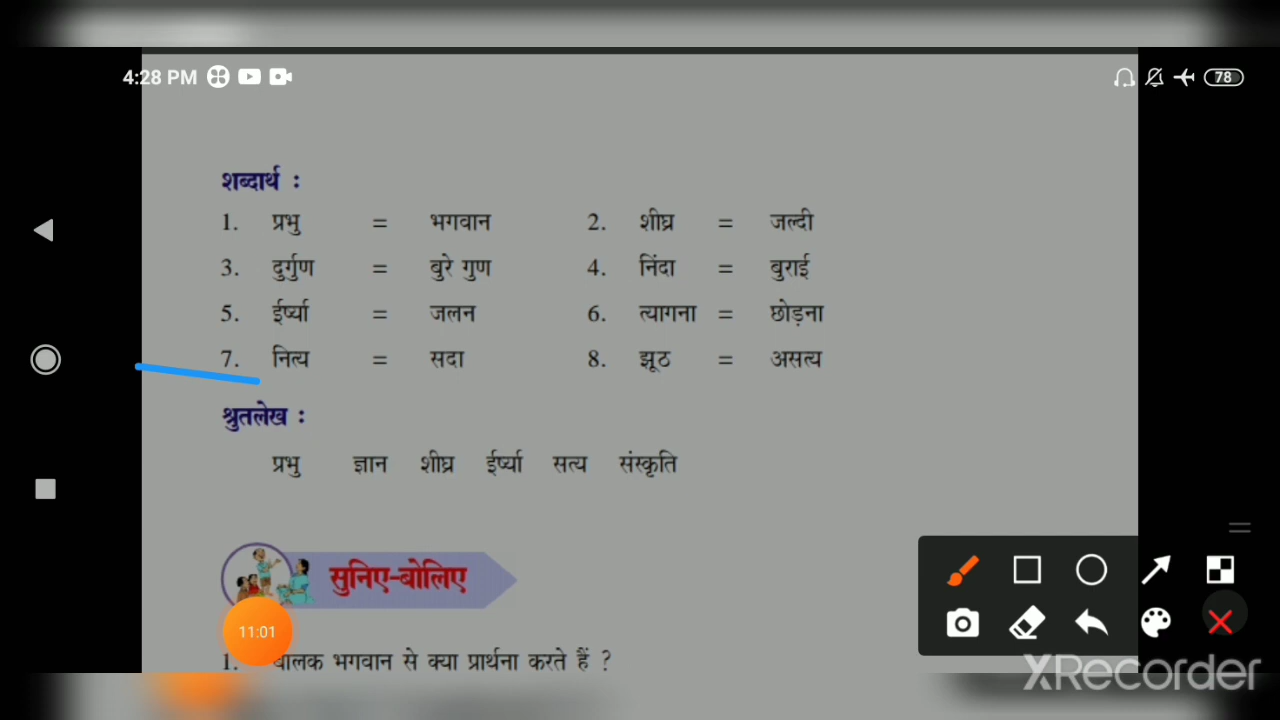 4:28 PM 78
शब्दार्थ :
1. प्रभु = भगवान 2. शीघ्र = जल्दी
3. दुर्गुण = बुरे गुण 4. निंदा = बुराई
5. ईर्ष्या = जलन 6. त्यागना = छोड़ना
7. नित्य = सदा 8. झूठ = असत्य
श्रुतलेख :
प्रभु ज्ञान शीघ्र ईर्ष्या सत्य संस्कृति
सुनिए-बोलिए
11:01
1. बालक भगवान से क्या प्रार्थना करते हैं ?
XRecorder